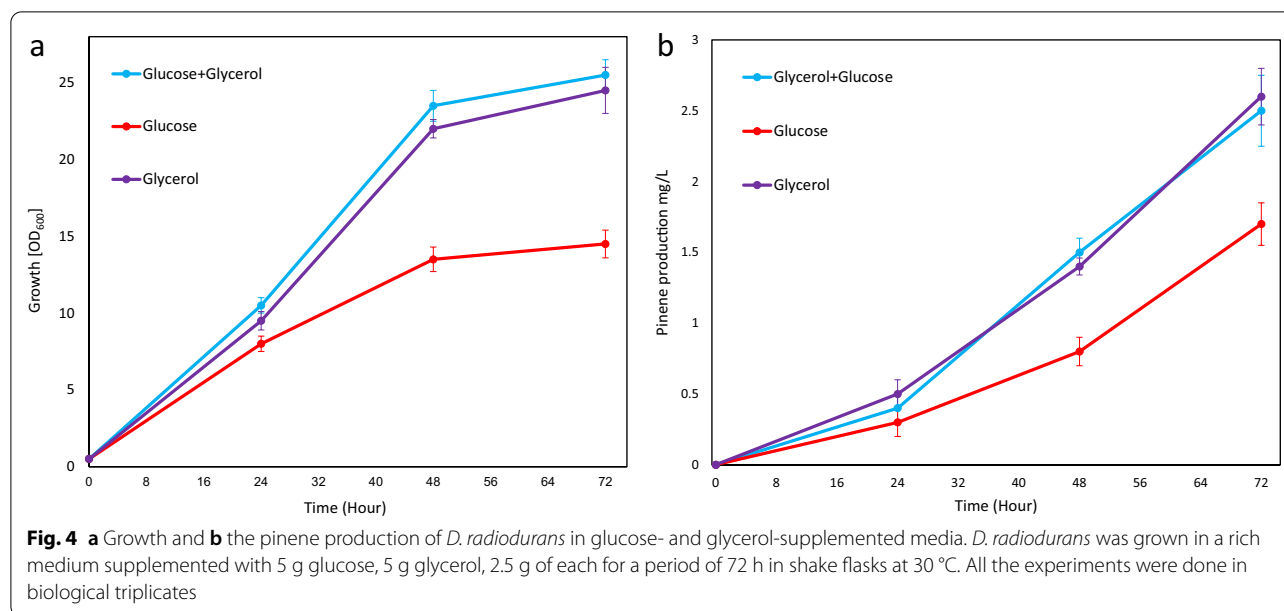 a
Glucose+Glycerol
Glucose
Glycerol
Growth [OD600]
25
20
15
10
5
0
0 8 16 24 32 40 48 56 64 72
Time (Hour)
b
Glycerol+Glucose
Glucose
Glycerol
Pinene production mg/L
3
2.5
2
1.5
1
0.5
0
0 8 16 24 32 40 48 56 64 72
Time (Hour)
Fig. 4 a Growth and b the pinene production of D. radiodurans in glucose- and glycerol-supplemented media. D. radiodurans was grown in a rich
medium supplemented with 5 g glucose, 5 g glycerol, 2.5 g of each for a period of 72 h in shake flasks at 30 °C. All the experiments were done in
biological triplicates